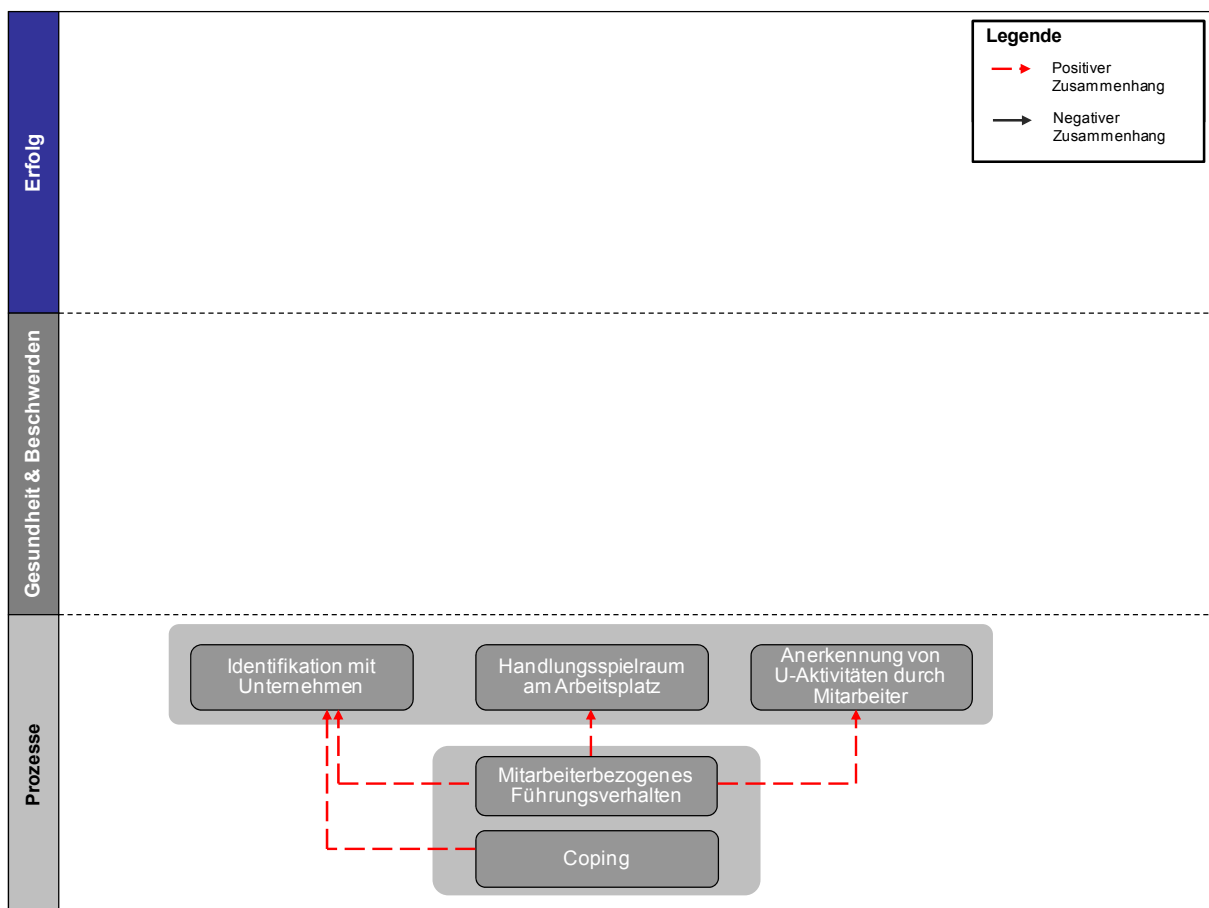 Erfolg
Legende
Positiver
Zusammenhang
Negativer
Zusammenhang
Gesundheit & Beschwerden
Prozesse
Identifikation mit
Unternehmen
Handlungsspielraum
am Arbeitsplatz
Anerkennung von
U-Aktivitäten durch
Mitarbeiter
Mitarbeiterbezogenes
Führungsverhalten
Coping